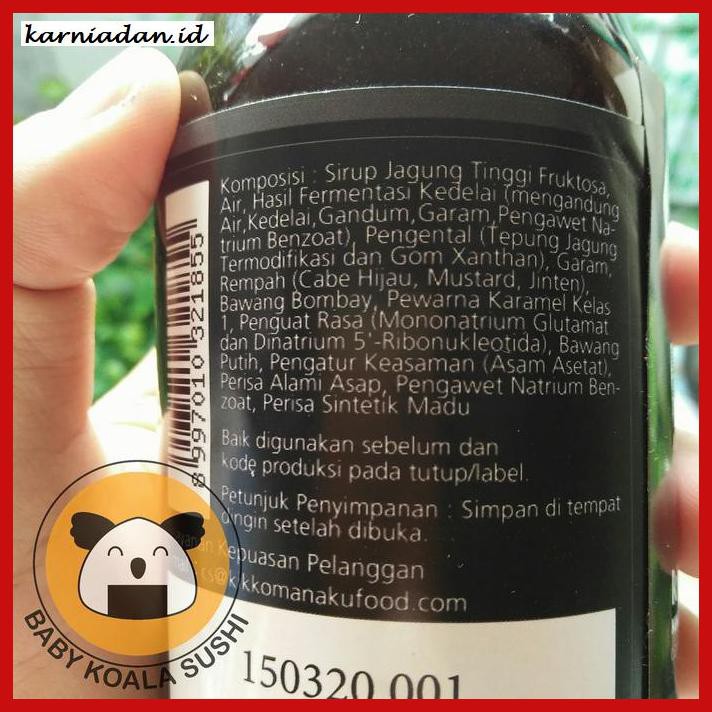 karniadan.id
Komposisi : Sirup Jagung Tinggi Fruktosa,
Air, Hasil Fermentasi Kedelai (mengandung
Air, Kedelai, Gandum, Garam, Pengawet Na-
trium Benzoat), Pengental (Tepung Jagung
Termodifikasi dan Gom Xanthan), Garam,
Rempah (Cabe Hijau, Mustard, Jinten),
Bawang Bombay, Pewarna Karamel Kelas
1, Penguat Rasa (Mononatrium Glutamat
dan Dinatrium 5'-Ribonukleotida), Bawang
Putih, Pengatur Keasaman (Asam Asetat),
Perisa Alami Asap, Pengawet Natrium Ben-
zoat, Perisa Sintetik Madu
Baik digunakan sebelum dan
kode produksi pada tutup/label.
Petunjuk Penyimpanan : Simpan di tempat
dingin setelah dibuka.
Kepuasan Pelanggan
cs@kikkomanakufood.com
8 997010 321855
BABY KOALA SUSHI
150320 001